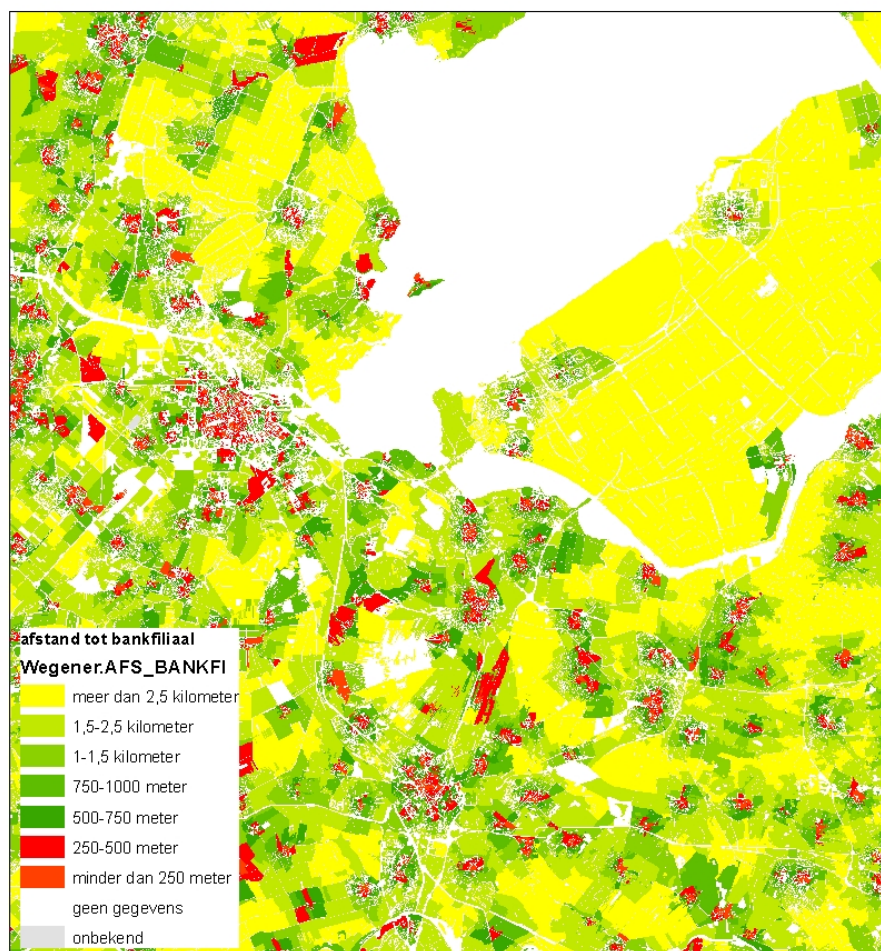 afstand tot bankfiliaal
Wegener.AFS_BANKFI
meer dan 2,5 kilometer
1,5-2,5 kilometer
1-1,5 kilometer
750-1000 meter
500-750 meter
250-500 meter
minder dan 250 meter
geen gegevens
onbekend